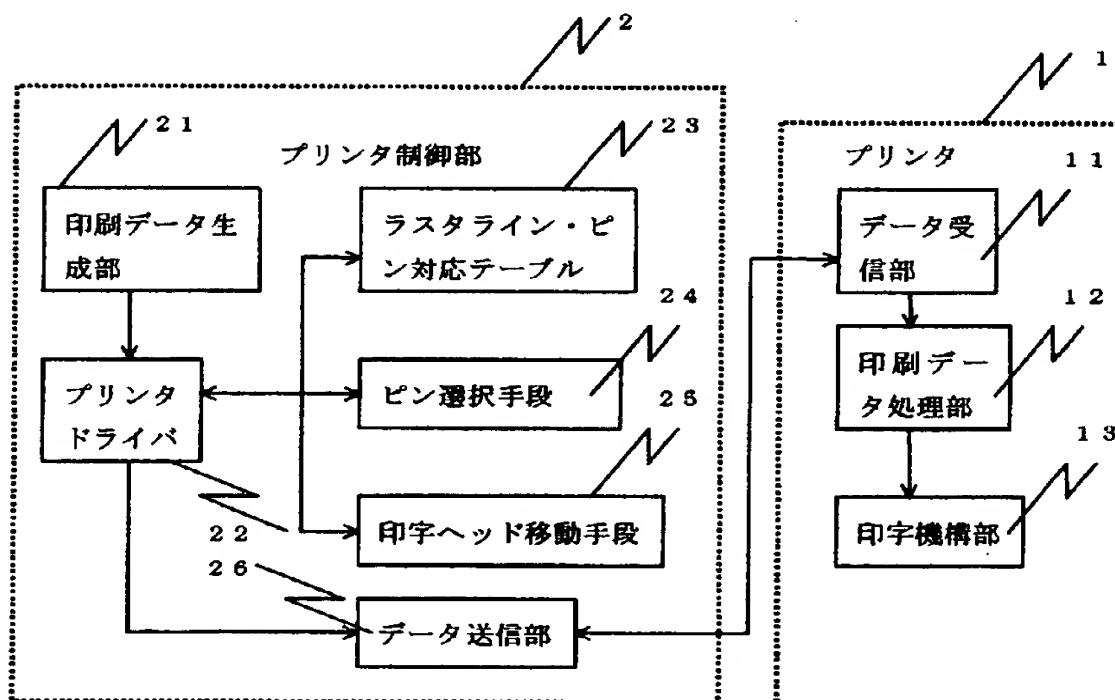 2
1
21
23
プリンタ制御部
プリンタ
11
印刷データ生
成部
ラスタライン・ピ
ン対応テーブル
データ受
信部
24
12
プリンタ
ドライバ
ピン選択手段
印刷デー
タ処理部
25
13
22
印字ヘッド移動手段
印字機構部
26
データ送信部